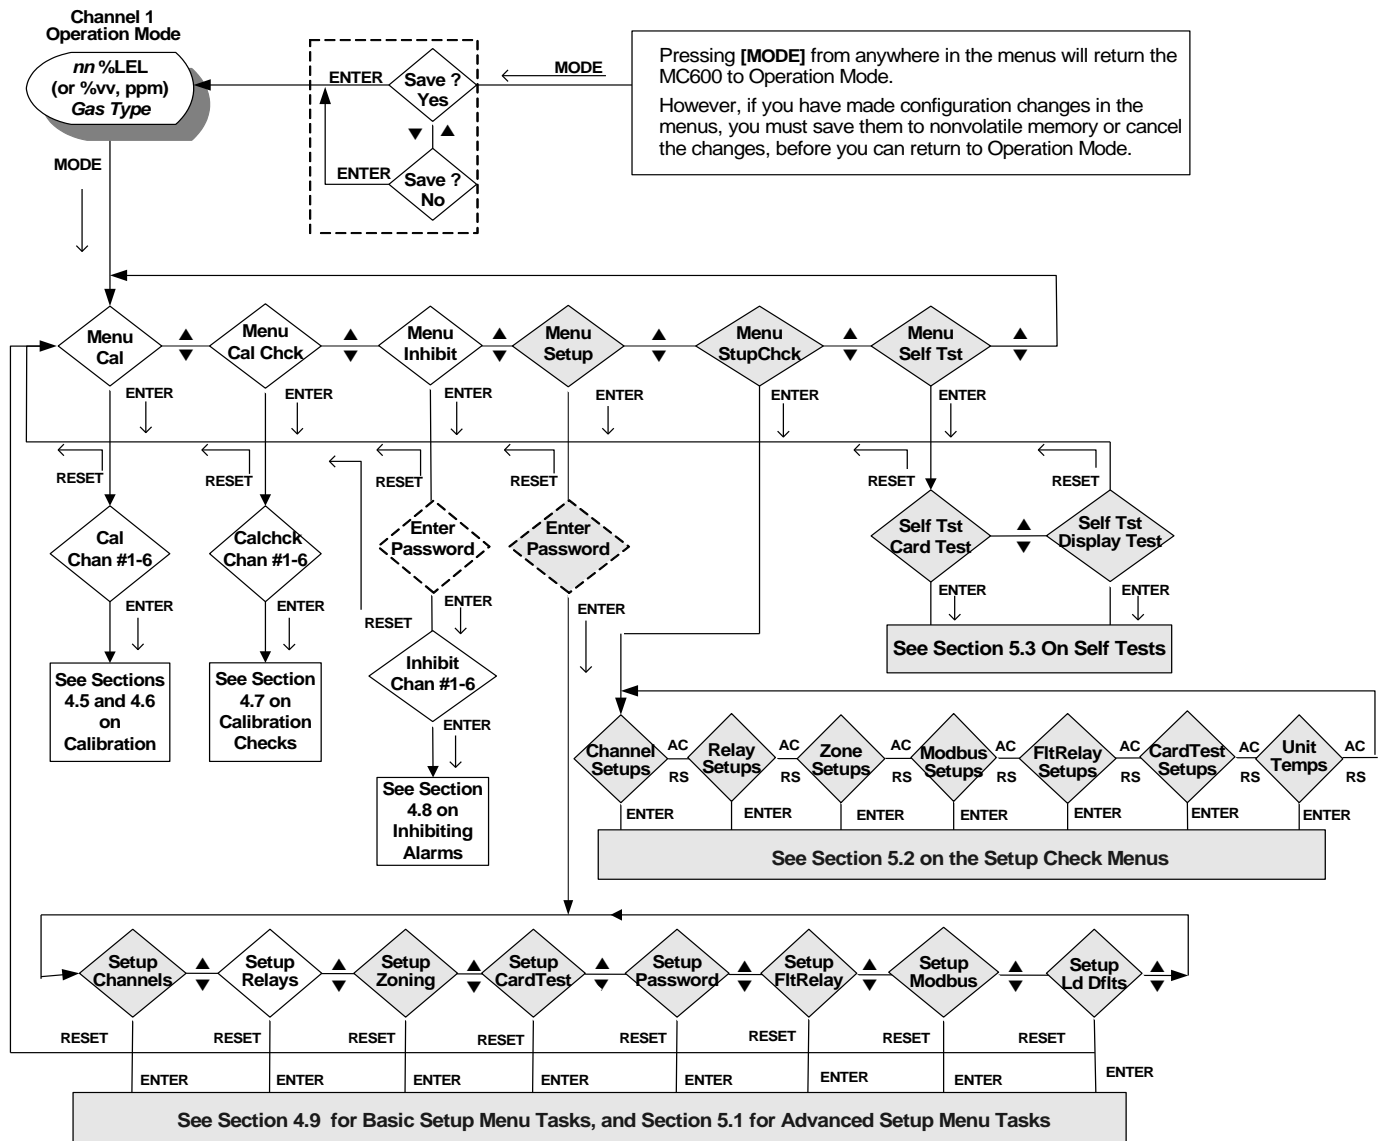 Channel 1
Operation Mode
nn %LEL
(or %vv, ppm)
Gas Type
MODE
ENTER
Save ?
Yes
ENTER
Save ?
No
MODE
Pressing [MODE] from anywhere in the menus will return the
MC600 to Operation Mode.
However, if you have made configuration changes in the
menus, you must save them to nonvolatile memory or cancel
the changes, before you can return to Operation Mode.
Menu
Cal
Menu
Cal Chck
Menu
Inhibit
Menu
Setup
Menu
StupChck
Menu
Self Tst
ENTER
ENTER
ENTER
ENTER
ENTER
ENTER
RESET
RESET
RESET
RESET
RESET
RESET
Cal
Chan #1-6
Calchck
Chan #1-6
Enter
Password
Enter
Password
Self Tst
Card Test
Self Tst
Display Test
ENTER
ENTER
ENTER
ENTER
ENTER
ENTER
RESET
See Section 5.3 On Self Tests
See Sections
4.5 and 4.6
on
Calibration
See Section
4.7 on
Calibration
Checks
Inhibit
Chan #1-6
ENTER
See Section
4.8 on
Inhibiting
Alarms
Channel
Setups
AC
RS
Relay
Setups
AC
RS
Zone
Setups
AC
RS
Modbus
Setups
AC
RS
FltRelay
Setups
AC
RS
CardTest
Setups
AC
RS
Unit
Temps
AC
RS
ENTER
ENTER
ENTER
ENTER
ENTER
ENTER
ENTER
See Section 5.2 on the Setup Check Menus
Setup
Channels
Setup
Relays
Setup
Zoning
Setup
CardTest
Setup
Password
Setup
FltRelay
Setup
Modbus
Setup
Ld Dflts
RESET
RESET
RESET
RESET
RESET
RESET
RESET
RESET
ENTER
ENTER
ENTER
ENTER
ENTER
ENTER
ENTER
ENTER
See Section 4.9 for Basic Setup Menu Tasks, and Section 5.1 for Advanced Setup Menu Tasks